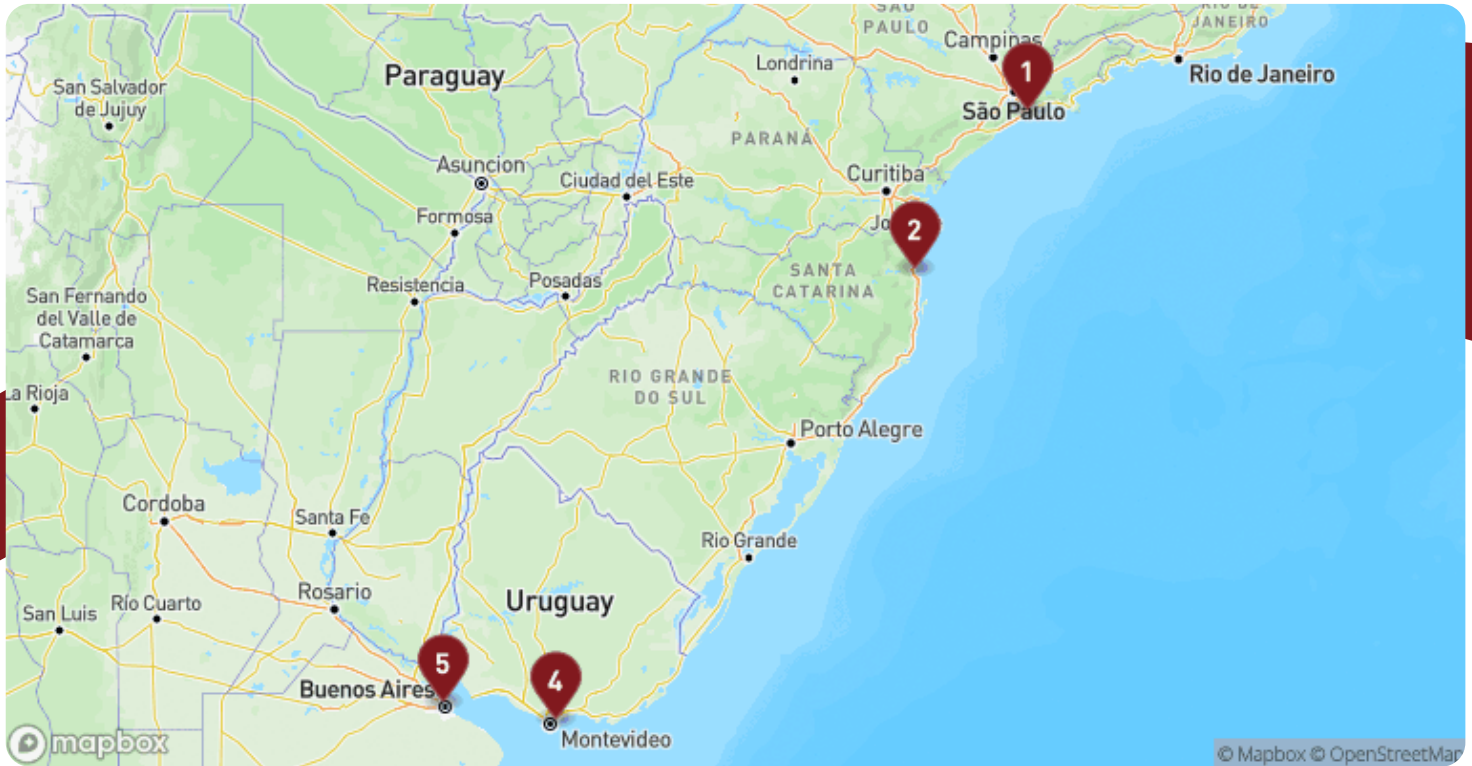 SÃO
PAULO
RIO DE
JANEIRO
Campinas
Londrina
Paraguay
1
Rio de Janeiro
San Salvador
de Jujuy
São Paulo
PARANÁ
Asuncion
Curitiba
Ciudad del Este
Formosa
Jo
2
SANTA
CATARINA
Resistencia
Posadas
San Fernando
del Valle de
Catamarca
RIO GRANDE
DO SUL
La Rioja
Porto Alegre
Cordoba
Santa Fe
Rio Grande
Rosario
Uruguay
San Luis
Río Cuarto
5
4
Buenos Aires
Montevideo
mapbox
© Mapbox © OpenStreetMap